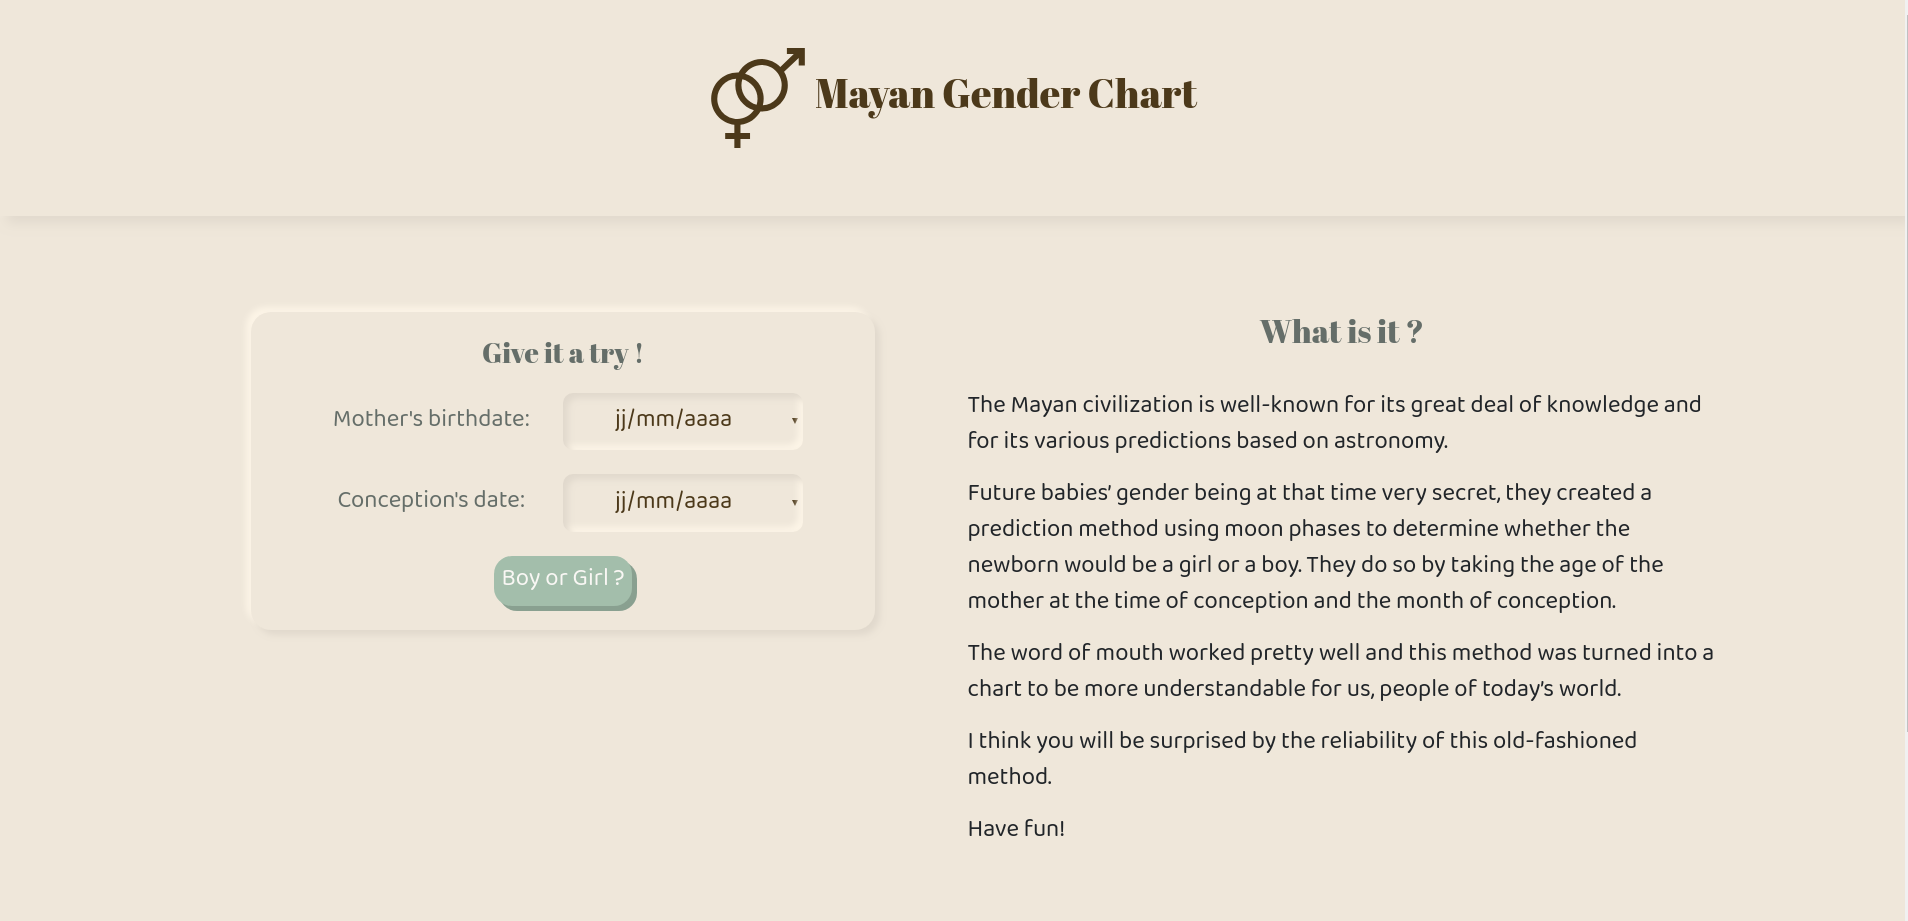 Mayan Gender Chart
Give it a try !
Mother's birthdate:
jj/mm/aaaa
Conception's date:
jj/mm/aaaa
Boy or Girl ?
What is it ?
The Mayan civilization is well-known for its great deal of knowledge and
for its various predictions based on astronomy.
Future babies’ gender being at that time very secret, they created a
prediction method using moon phases to determine whether the
newborn would be a girl or a boy. They do so by taking the age of the
mother at the time of conception and the month of conception.
The word of mouth worked pretty well and this method was turned into a
chart to be more understandable for us, people of today’s world.
I think you will be surprised by the reliability of this old-fashioned
method.
Have fun!